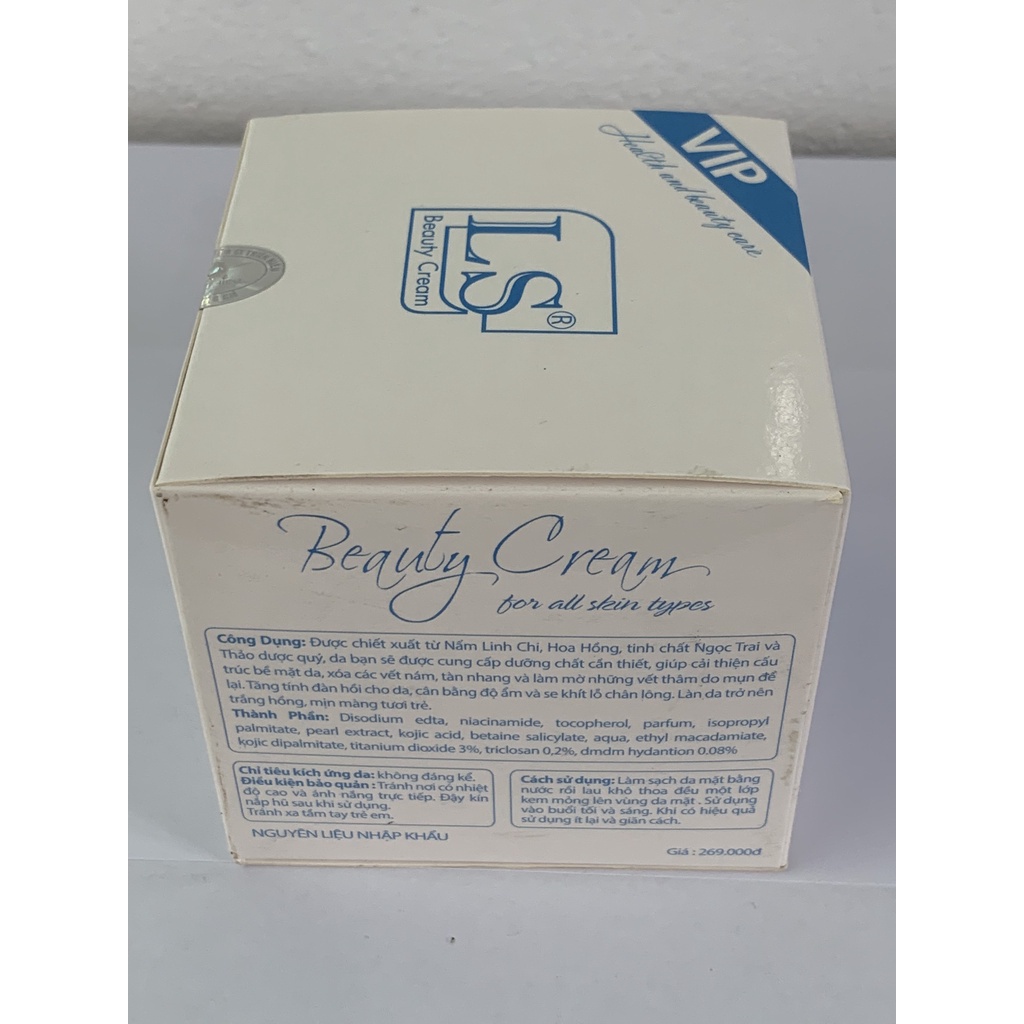 VIP
Health and beauty care
LS®
Beauty Cream
Beauty Cream
for all skin types
Công Dụng: Được chiết xuất từ Nấm Linh Chi, Hoa Hồng, tinh chất Ngọc Trai và
Thảo dược quý, da bạn sẽ được cung cấp dưỡng chất cần thiết, giúp cải thiện cấu
trúc bề mặt da, xóa các vết nám, tàn nhang và làm mờ những vết thâm do mụn để
lại. Tăng tính đàn hồi cho da, cân bằng độ ẩm và se khít lỗ chân lông. Làn da trở nên
trắng hồng, mịn màng tươi trẻ.
Thành Phần: Disodium edta, niacinamide, tocopherol, parfum, isopropyl
palmitate, pearl extract, kojic acid, betaine salicylate, aqua, ethyl macadamiate,
kojic dipalmitate, titanium dioxide 3%, triclosan 0,2%, dmdm hydantion 0.08%
Chỉ tiêu kích ứng da: không đáng kể.
Điều kiện bảo quản : Tránh nơi có nhiệt
độ cao và ánh nắng trực tiếp. Đậy kín
nắp hũ sau khi sử dụng.
Tránh xa tầm tay trẻ em.
Cách sử dụng: Làm sạch da mặt bằng
nước rồi lau khô thoa đều một lớp
kem mỏng lên vùng da mặt . Sử dụng
vào buổi tối và sáng. Khi có hiệu quả
sử dụng ít lại và giãn cách.
NGUYÊN LIỆU NHẬP KHẨU
Giá : 269.000đ